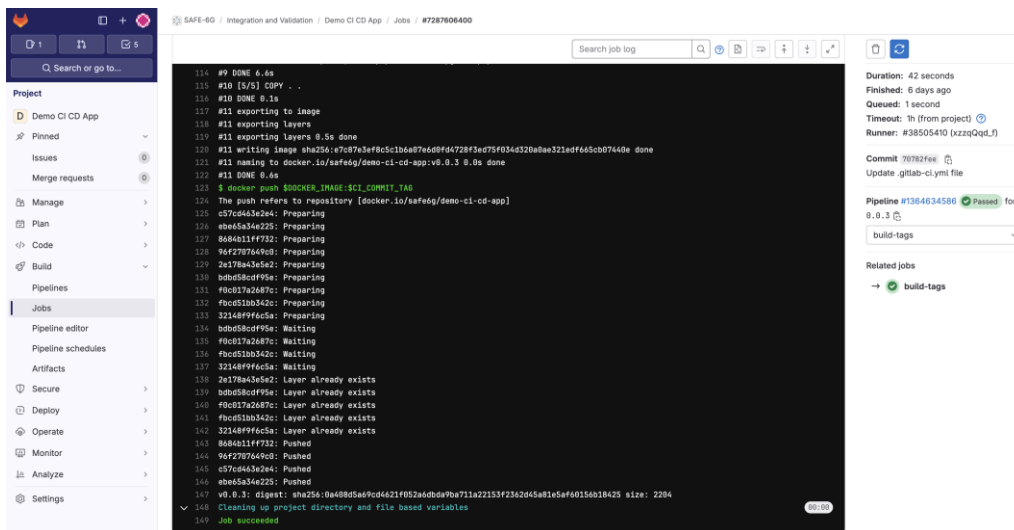 SAFE-6G / Integration and Validation / Demo CI CD App / Jobs / #7287606400
1
5
Search or go to...
Project
D Demo CI CD App
Pinned
Issues 0
Merge requests 0
Manage
Plan
Code
Build
Pipelines
Jobs
Pipeline editor
Pipeline schedules
Artifacts
Secure
Deploy
Operate
Monitor
Analyze
Settings
Search job log
114 #9 DONE 6.6s
115 #10 [5/5] COPY . .
116 #10 DONE 0.1s
117 #11 exporting to image
118 #11 exporting layers
119 #11 exporting layers 0.5s done
120 #11 writing image sha256:e7c87e3ef8c5c1b6a07e6d0fd4728f3ed75f034d320a0ae321edf665cb07440e done
121 #11 naming to docker.io/safe6g/demo-ci-cd-app:v0.0.3 0.0s done
122 #11 DONE 0.6s
123 $ docker push $DOCKER_IMAGE:$CI_COMMIT_TAG
124 The push refers to repository [docker.io/safe6g/demo-ci-cd-app]
125 c57cd463e2e4: Preparing
126 ebe65a34e225: Preparing
127 8684b11ff732: Preparing
128 96f2707649c0: Preparing
129 2e178a43e5e2: Preparing
130 bdbd58cdf95e: Preparing
131 f0c017a2687c: Preparing
132 fbcd51bb342c: Preparing
133 32148f9f6c5a: Preparing
134 bdbd58cdf95e: Waiting
135 f0c017a2687c: Waiting
136 fbcd51bb342c: Waiting
137 32148f9f6c5a: Waiting
138 2e178a43e5e2: Layer already exists
139 bdbd58cdf95e: Layer already exists
140 f0c017a2687c: Layer already exists
141 fbcd51bb342c: Layer already exists
142 32148f9f6c5a: Layer already exists
143 8684b11ff732: Pushed
144 96f2707649c0: Pushed
145 c57cd463e2e4: Pushed
146 ebe65a34e225: Pushed
147 v0.0.3: digest: sha256:0a408d5a69cd4621f052a6dbda9ba711a22153f2362d45a81e5af60156b18425 size: 2204
148 Cleaning up project directory and file based variables 00:00
149 Job succeeded
Duration: 42 seconds
Finished: 6 days ago
Queued: 1 second
Timeout: 1h (from project)
Runner: #38505410 (xzzqQqd_f)
Commit 70782fee
Update .gitlab-ci.yml file
Pipeline #1364634586 Passed for
0.0.3
build-tags
Related jobs
→ build-tags